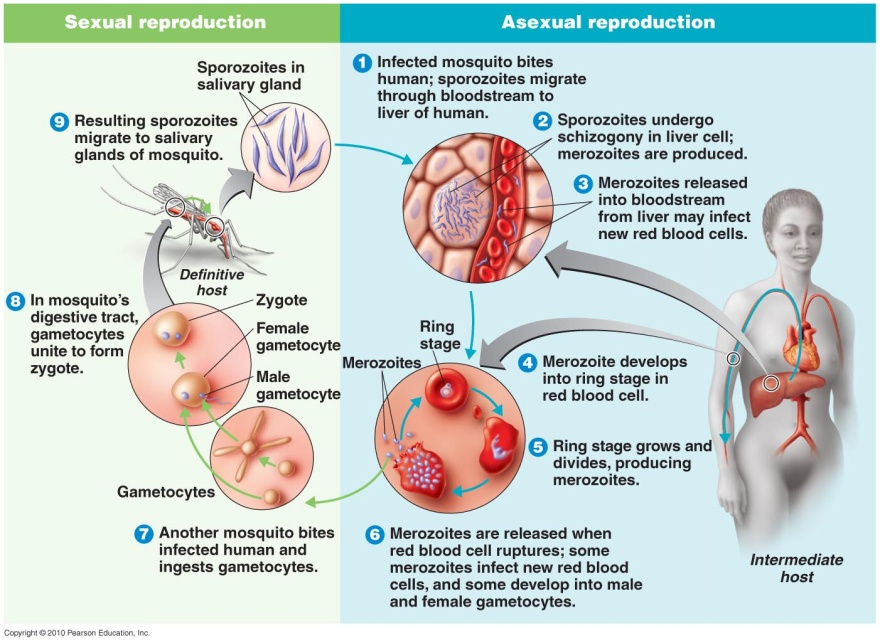 Sexual reproduction
Asexual reproduction
Sporozoites in
salivary gland
1 Infected mosquito bites
human; sporozoites migrate
through bloodstream to
liver of human.
2 Sporozoites undergo
schizogony in liver cell;
merozoites are produced.
3 Merozoites released
into bloodstream
from liver may infect
new red blood cells.
9 Resulting sporozoites
migrate to salivary
glands of mosquito.
Definitive
host
8 In mosquito's
digestive tract,
gametocytes
unite to form
zygote.
Zygote
Female
gametocyte
Male
gametocyte
Gametocytes
Ring
stage
Merozoites
4 Merozoite develops
into ring stage in
red blood cell.
5 Ring stage grows and
divides, producing
merozoites.
7 Another mosquito bites
infected human and
ingests gametocytes.
6 Merozoites are released when
red blood cell ruptures; some
merozoites infect new red blood
cells, and some develop into male
and female gametocytes.
Intermediate
host
Copyright © 2010 Pearson Education, Inc.